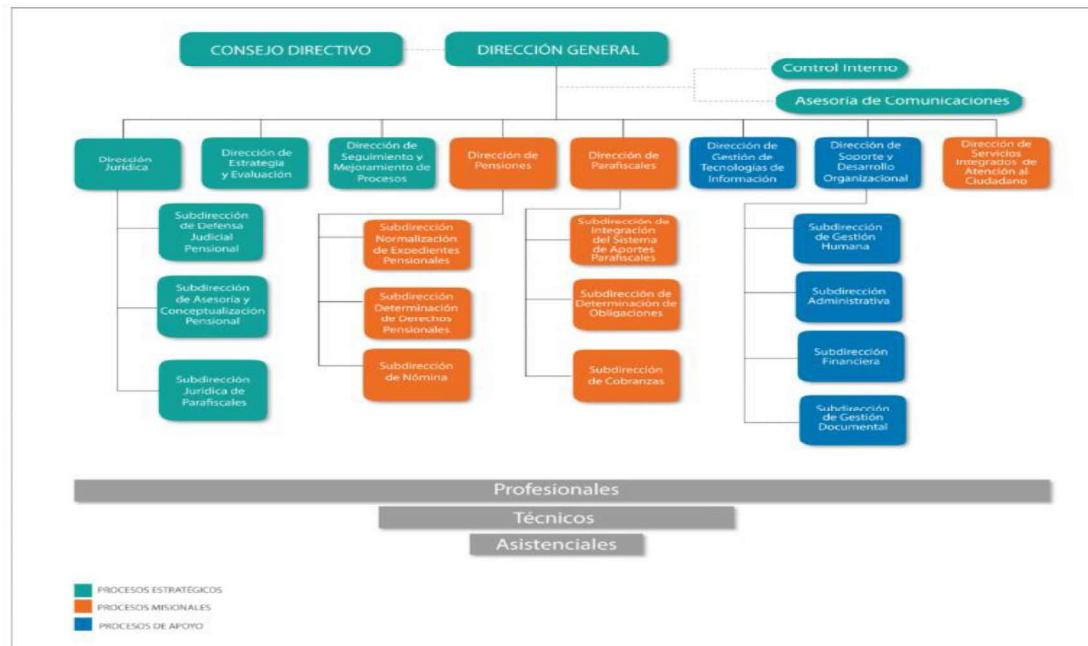 CONSEJO DIRECTIVO
DIRECCIÓN GENERAL
Control Interno
Asesoría de Comunicaciones
Dirección
Jurídica
Dirección de
Estrategia
y Evaluación
Dirección de
Seguimiento y
Mejoramiento de
Procesos
Dirección de
Pensiones
Dirección de
Parafiscales
Dirección de
Gestión de
Tecnologías de
Información
Dirección de
Soporte y
Desarrollo
Organizacional
Dirección de
Servicios
Integrados de
Atención al
Ciudadano
Subdirección
de Defensa
Judicial
Pensional
Subdirección
de Asesoría y
Conceptualización
Pensional
Subdirección
Jurídica de
Parafiscales
Subdirección
Normalización
de Expedientes
Pensionales
Subdirección
Determinación
de Derechos
Pensionales
Subdirección
de Nómina
Subdirección de
Integración
del Sistema
de Aportes
Parafiscales
Subdirección de
Determinación de
Obligaciones
Subdirección
de Cobranzas
Subdirección
de Gestión
Humana
Subdirección
Administrativa
Subdirección
Financiera
Subdirección
de Gestión
Documental
Profesionales
Técnicos
Asistenciales
PROCESOS ESTRATÉGICOS
PROCESOS MISIONALES
PROCESOS DE APOYO